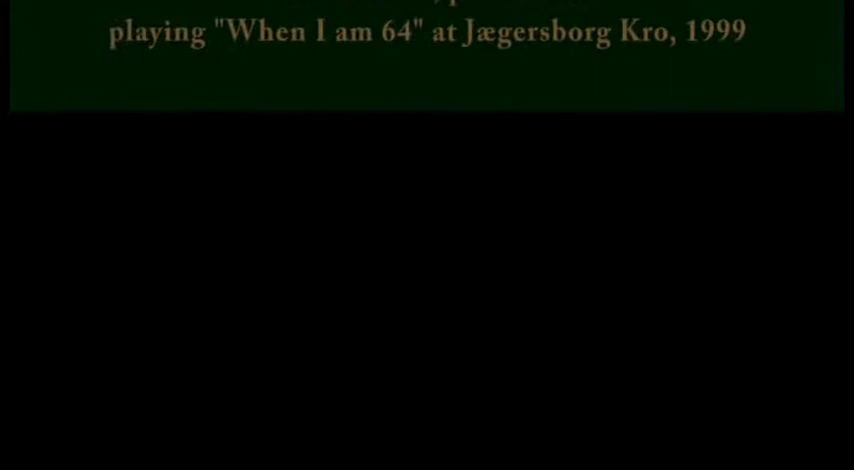 playing "When I am 64" at Jægersborg Kro, 1999